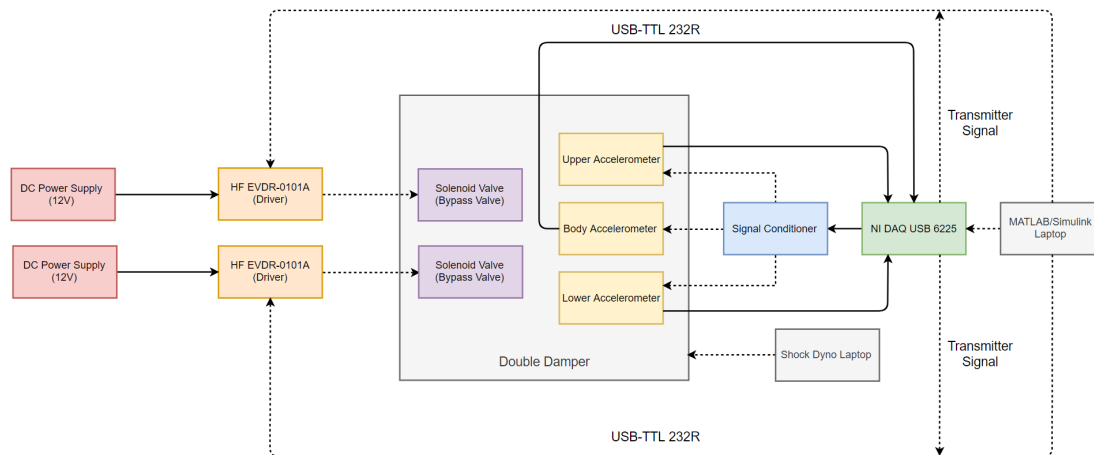 USB-TTL 232R
Transmitter
Signal
Upper Accelerometer
DC Power Supply
(12V)
HF EVDR-0101A
(Driver)
Solenoid Valve
(Bypass Valve)
Body Accelerometer
Signal Conditioner
NI DAQ USB 6225
MATLAB/Simulink
Laptop
DC Power Supply
(12V)
HF EVDR-0101A
(Driver)
Solenoid Valve
(Bypass Valve)
Lower Accelerometer
Double Damper
Shock Dyno Laptop
Transmitter
Signal
USB-TTL 232R